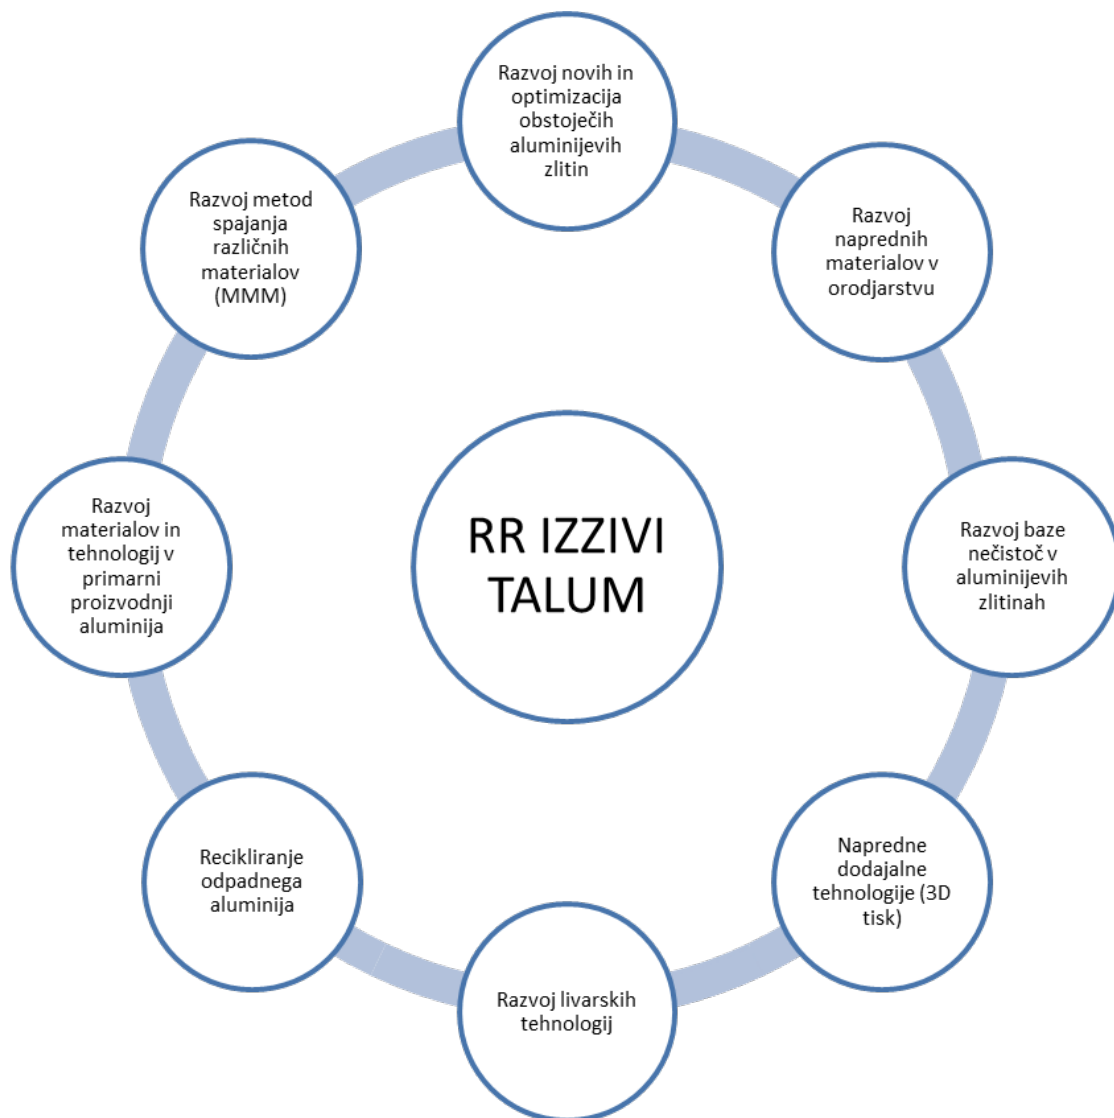 Razvoj novih in
optimizacija
obstoječih
aluminijevih
zlitin
Razvoj
naprednih
materialov v
orodjarstvu
Razvoj baze
nečistoč v
aluminijevih
zlitinah
Napredne
dodajalne
tehnologije (3D
tisk)
Razvoj livarskih
tehnologij
Recikliranje
odpadnega
aluminija
Razvoj
materialov in
tehnologij v
primarni
proizvodnji
aluminija
Razvoj metod
spajanja
različnih
materialov
(MMM)
RR IZZIVI
TALUM